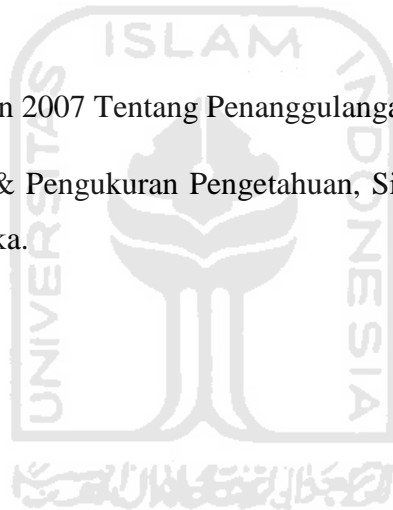 ISLAM
n 2007 Tentang Penanggulanga
& Pengukuran Pengetahuan, Si
ka.
UNIVERSITAS
INDONESIA